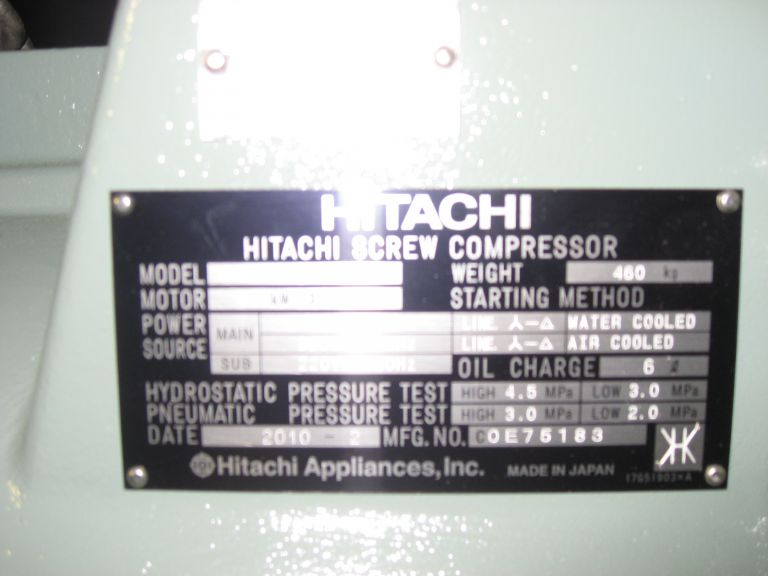 HITACHI
HITACHI SCREW COMPRESSOR
MODEL
WEIGHT 460 kg
MOTOR kW
STARTING METHOD
POWER SOURCE
MAIN
LINE 人-△ WATER COOLED
LINE 人-△ AIR COOLED
SUB
OIL CHARGE 6 ℓ
HYDROSTATIC PRESSURE TEST HIGH 4.5 MPa LOW 3.0 MPa
PNEUMATIC PRESSURE TEST HIGH 3.0 MPa LOW 2.0 MPa
DATE 2010 - 2 MFG.NO. C0E75183
Hitachi Appliances, Inc. MADE IN JAPAN
17G51903*A